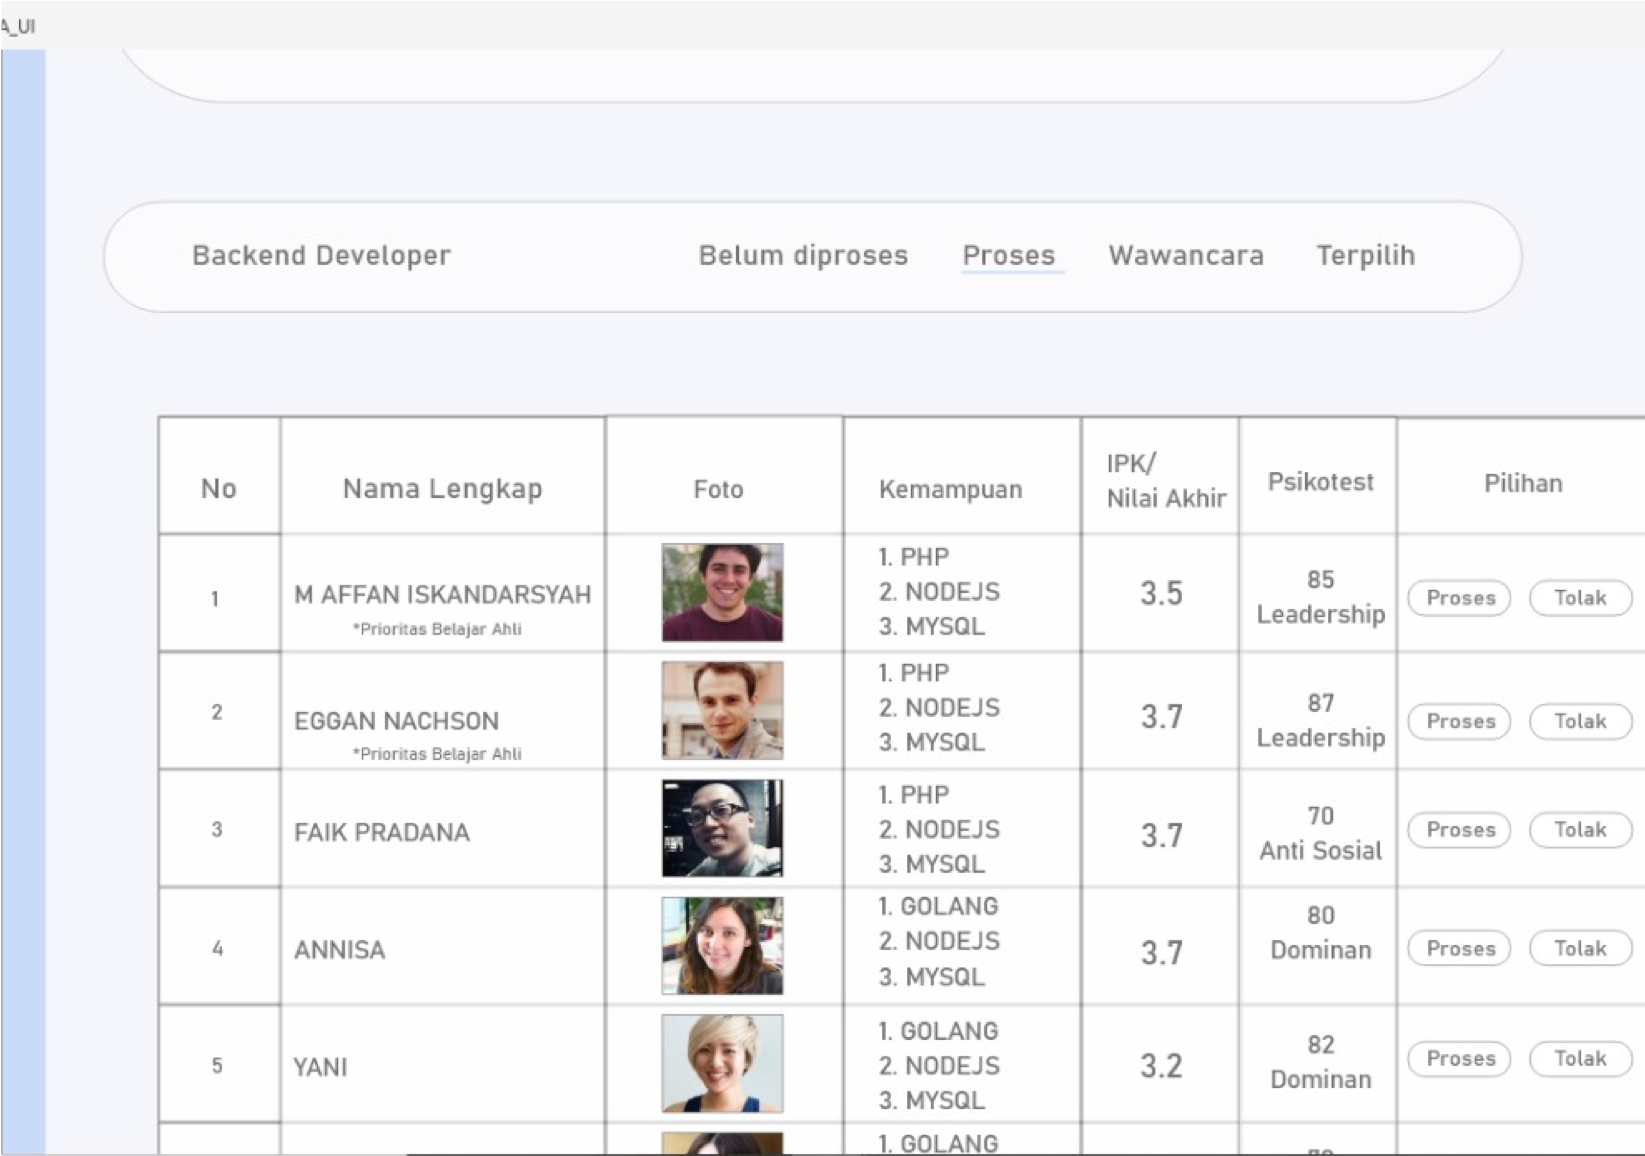 A_UI
Backend Developer Belum diproses Proses Wawancara Terpilih
No Nama Lengkap Foto Kemampuan IPK/ Nilai Akhir Psikotest Pilihan
1
M AFFAN ISKANDARSYAH
*Prioritas Belajar Ahli
1. PHP
2. NODEJS
3. MYSQL
3.5
85
Leadership
Proses Tolak
2
EGGAN NACHSON
*Prioritas Belajar Ahli
1. PHP
2. NODEJS
3. MYSQL
3.7
87
Leadership
Proses Tolak
3
FAIK PRADANA
1. PHP
2. NODEJS
3. MYSQL
3.7
70
Anti Sosial
Proses Tolak
4
ANNISA
1. GOLANG
2. NODEJS
3. MYSQL
3.7
80
Dominan
Proses Tolak
5
YANI
1. GOLANG
2. NODEJS
3. MYSQL
3.2
82
Dominan
Proses Tolak
1. GOLANG